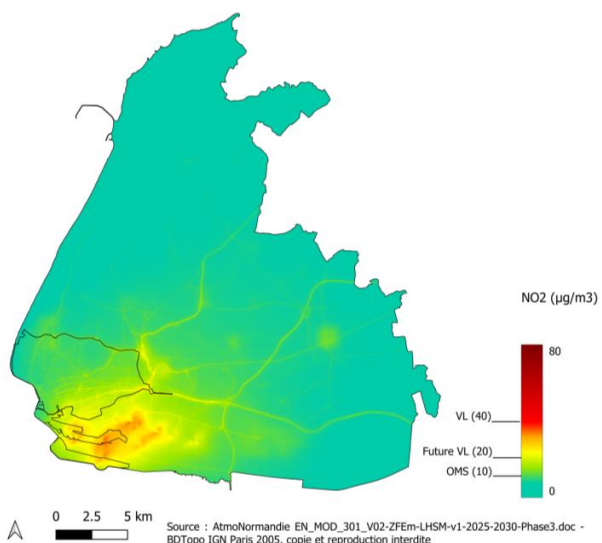 NO2 (µg/m3)
80
VL (40)
Future VL (20)
OMS (10)
0
0 2.5 5 km
Source : AtmoNormandie EN_MOD_301_V02-ZFEm-LHSM-v1-2025-2030-Phase3.doc -
BDTopo IGN Paris 2005, copie et reproduction interdite